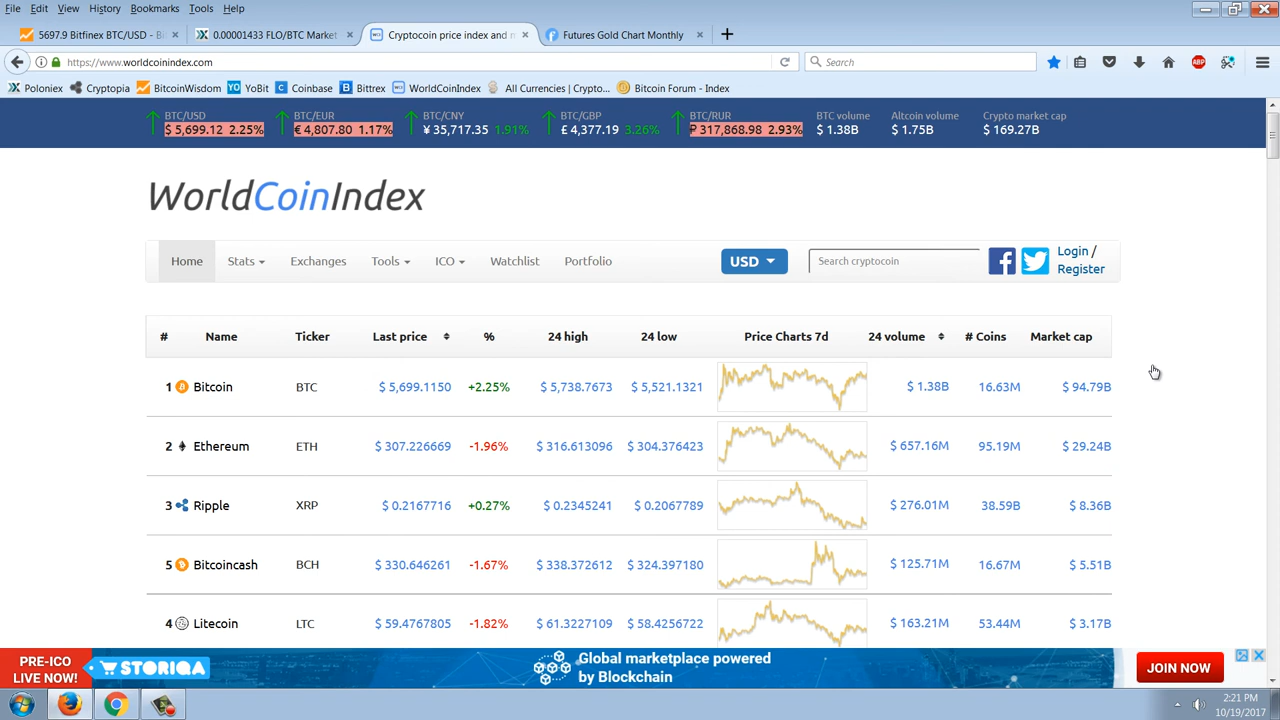 File Edit View History Bookmarks Tools Help
5697.9 Bitfinex BTC/USD - B
0.00001433 FLO/BTC Market
Cryptocoin price index and m
Futures Gold Chart Monthly
https://www.worldcoinindex.com
Search
Poloniex Cryptopia BitcoinWisdom YoBit Coinbase Bittrex WorldCoinIndex All Currencies | Crypto... Bitcoin Forum - Index
BTC/USD BTC/EUR BTC/CNY BTC/GBP BTC/RUR BTC volume Altcoin volume Crypto market cap
$ 5,699.12 2.25% € 4,807.80 1.17% ¥ 35,717.35 1.91% £ 4,377.19 3.26% ₽ 317,868.98 2.93% $ 1.38B $ 1.75B $ 169.27B
WorldCoinIndex
Home Stats Exchanges Tools ICO Watchlist Portfolio USD Search cryptocoin Login / Register
# Name Ticker Last price % 24 high 24 low Price Charts 7d 24 volume # Coins Market cap
1 Bitcoin BTC $ 5,699.1150 +2.25% $ 5,738.7673 $ 5,521.1321 $ 1.38B 16.63M $ 94.79B
2 Ethereum ETH $ 307.226669 -1.96% $ 316.613096 $ 304.376423 $ 657.16M 95.19M $ 29.24B
3 Ripple XRP $ 0.2167716 +0.27% $ 0.2345241 $ 0.2067789 $ 276.01M 38.59B $ 8.36B
5 Bitcoincash BCH $ 330.646261 -1.67% $ 338.372612 $ 324.397180 $ 125.71M 16.67M $ 5.51B
4 Litecoin LTC $ 59.4767805 -1.82% $ 61.3227109 $ 58.4256722 $ 163.21M 53.44M $ 3.17B
PRE-ICO
LIVE NOW!
STORIQA
Global marketplace powered
by Blockchain
JOIN NOW
2:21 PM
10/19/2017